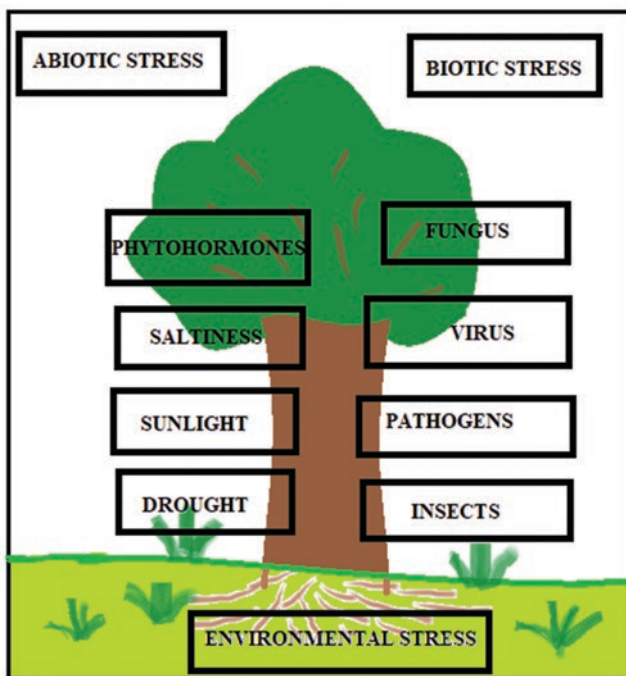 ABIOTIC STRESS
BIOTIC STRESS
PHYTOHORMONES
FUNGUS
SALTINESS
VIRUS
SUNLIGHT
PATHOGENS
DROUGHT
INSECTS
ENVIRONMENTAL STRESS